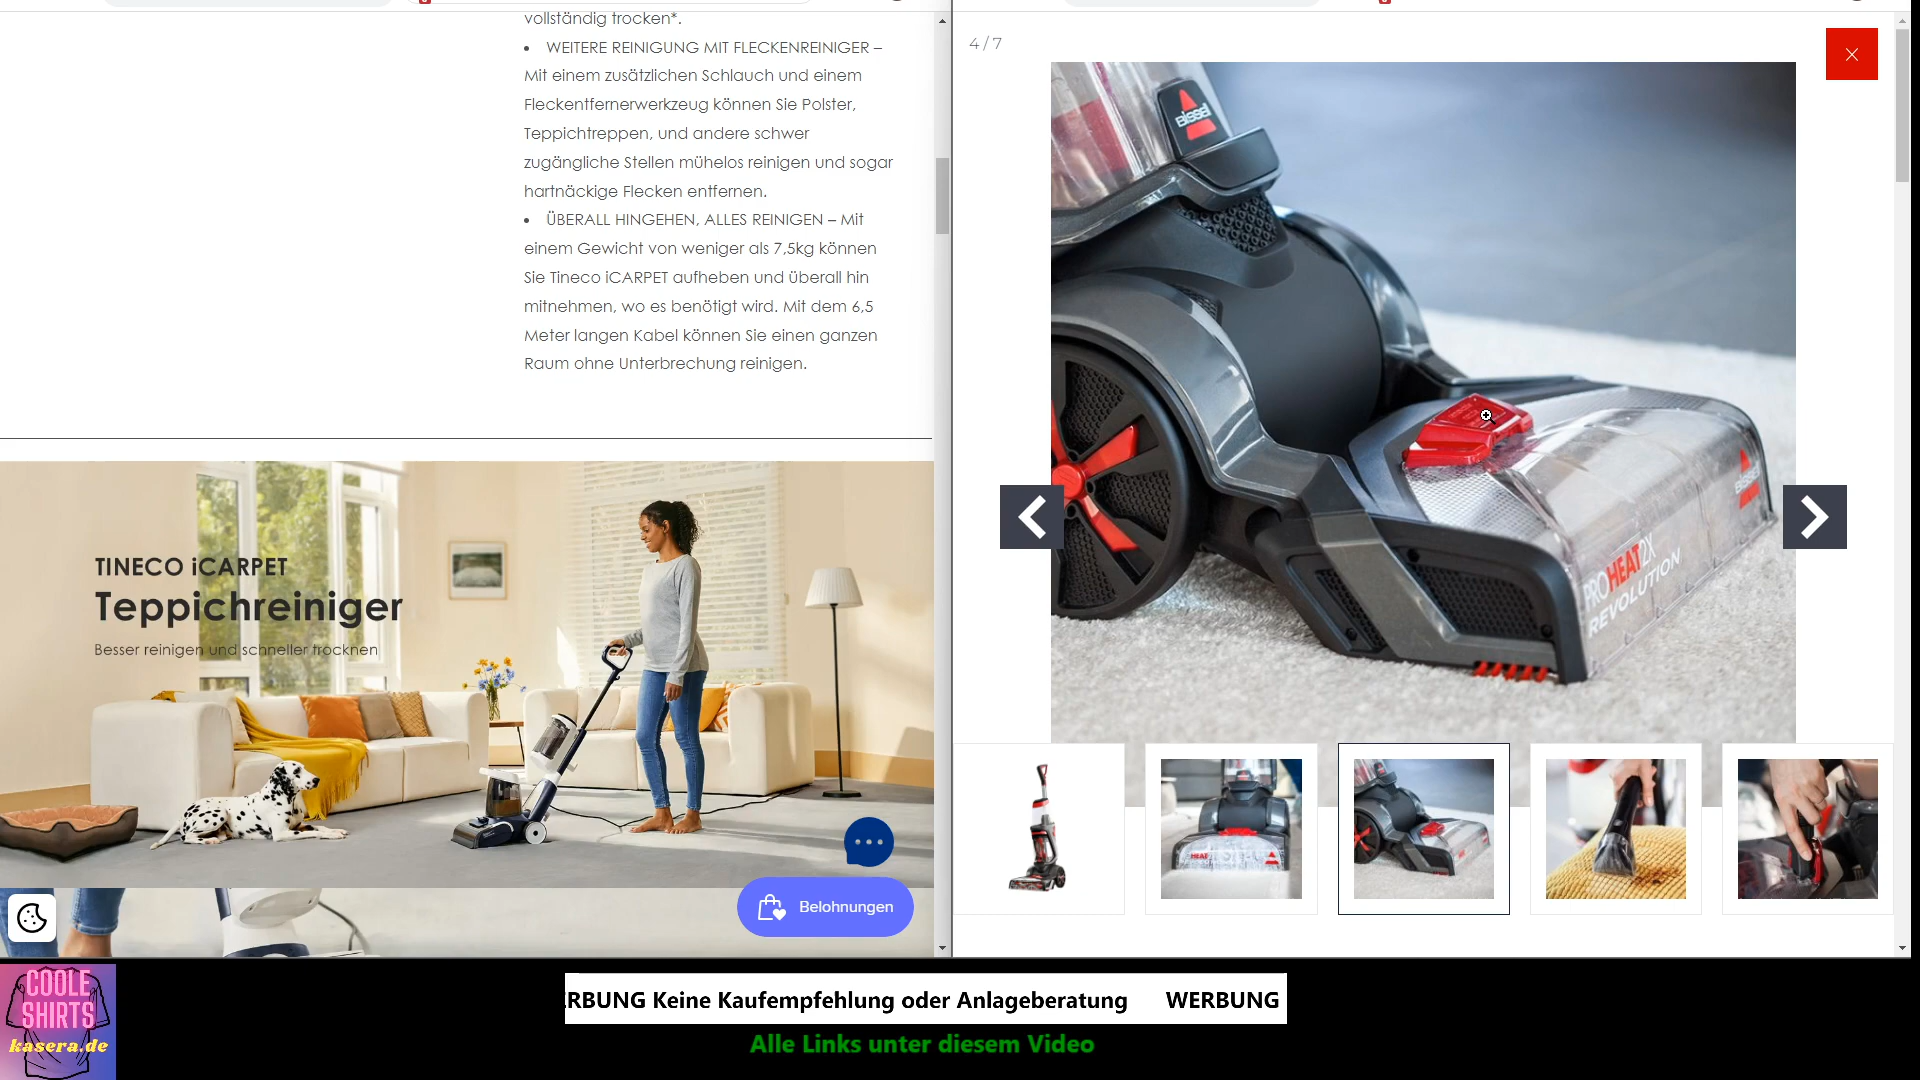 vollständig trocken*.
• WEITERE REINIGUNG MIT FLECKENREINIGER –
Mit einem zusätzlichen Schlauch und einem
Fleckentfernerwerkzeug können Sie Polster,
Teppichtreppen, und andere schwer
zugängliche Stellen mühelos reinigen und sogar
hartnäckige Flecken entfernen.
• ÜBERALL HINGEHEN, ALLES REINIGEN – Mit
einem Gewicht von weniger als 7,5kg können
Sie Tineco iCARPET aufheben und überall hin
mitnehmen, wo es benötigt wird. Mit dem 6,5
Meter langen Kabel können Sie einen ganzen
Raum ohne Unterbrechung reinigen.
TINECO iCARPET
Teppichreiniger
Besser reinigen und schneller trocknen
Belohnungen
4 / 7
BISSELL
BISSELL
PROHEAT 2X
REVOLUTION
COOLE
SHIRTS
kasera.de
RBUNG Keine Kaufempfehlung oder Anlageberatung WERBUNG
Alle Links unter diesem Video